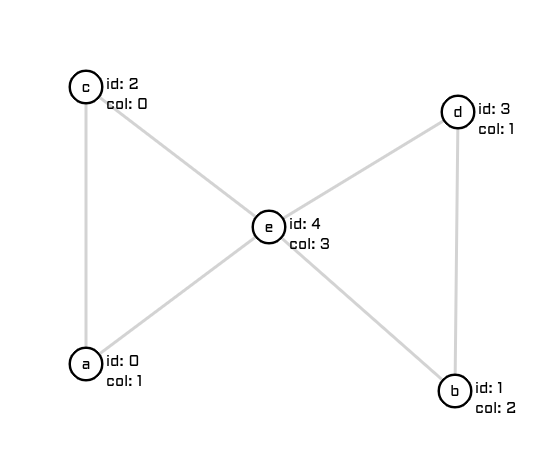 c
id: 2
col: 0
d
id: 3
col: 1
e
id: 4
col: 3
a
id: 0
col: 1
b
id: 1
col: 2